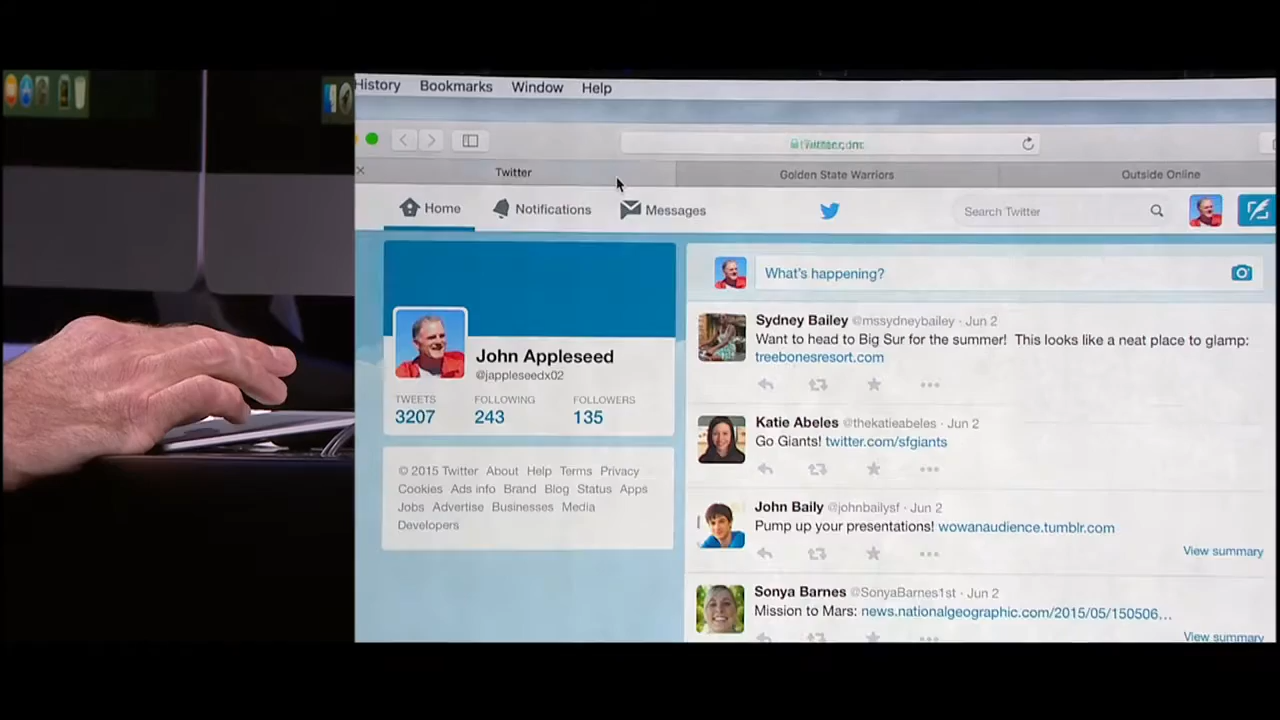 History Bookmarks Window Help
Twitter Golden State Warriors Outside Online
Home Notifications Messages Search Twitter
What's happening?
John Appleseed
@jappleseedx02
TWEETS FOLLOWING FOLLOWERS
3207 243 135
© 2015 Twitter About Help Terms Privacy
Cookies Ads info Brand Blog Status Apps
Jobs Advertise Businesses Media
Developers
Sydney Bailey @mssydneybailey · Jun 2
Want to head to Big Sur for the summer! This looks like a neat place to glamp:
treebonesresort.com
Katie Abeles @thekatieabeles · Jun 2
Go Giants! twitter.com/sfgiants
John Baily @johnbailysf · Jun 2
Pump up your presentations! wowanaudience.tumblr.com
View summary
Sonya Barnes @SonyaBarnes1st · Jun 2
Mission to Mars: news.nationalgeographic.com/2015/05/150506...
View summary